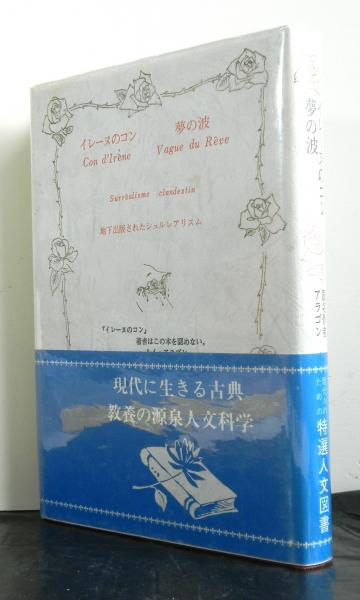 イレーヌのコン
Con d'Irène
夢の波
Vague du Rêve
Surréalisme clandestin
地下出版されたシュルレアリスム
「イレーヌのコン」
著者はこの本を認めない。
現代に生きる古典
教養の源泉人文科学
夢の波
アラゴン
ための
特選人文図書